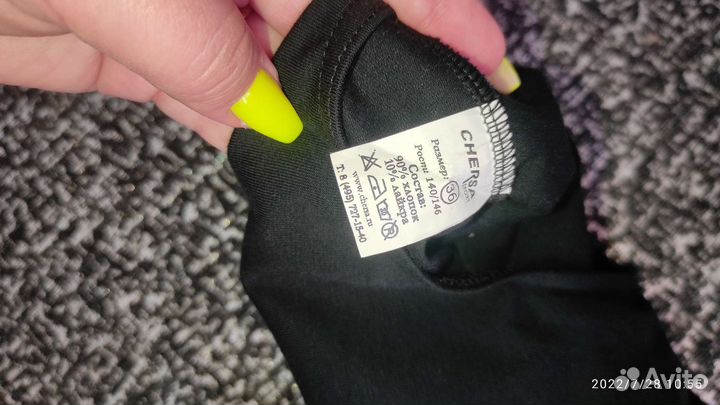 CHERSA
Размер: 36
Рост: 140/146
Состав:
90% хлопок
10% лайкра
www.chersa.ru
Т. 8 (495) 727-15-40
2022/7/28 10:55
Avito